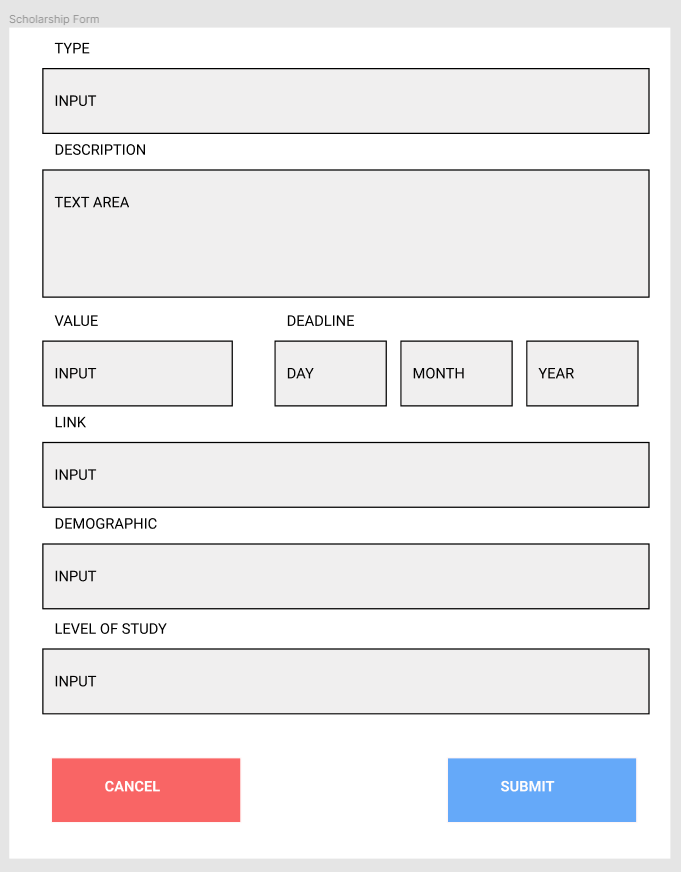 Scholarship Form
TYPE
INPUT
DESCRIPTION
TEXT AREA
VALUE DEADLINE
INPUT DAY MONTH YEAR
LINK
INPUT
DEMOGRAPHIC
INPUT
LEVEL OF STUDY
INPUT
CANCEL SUBMIT